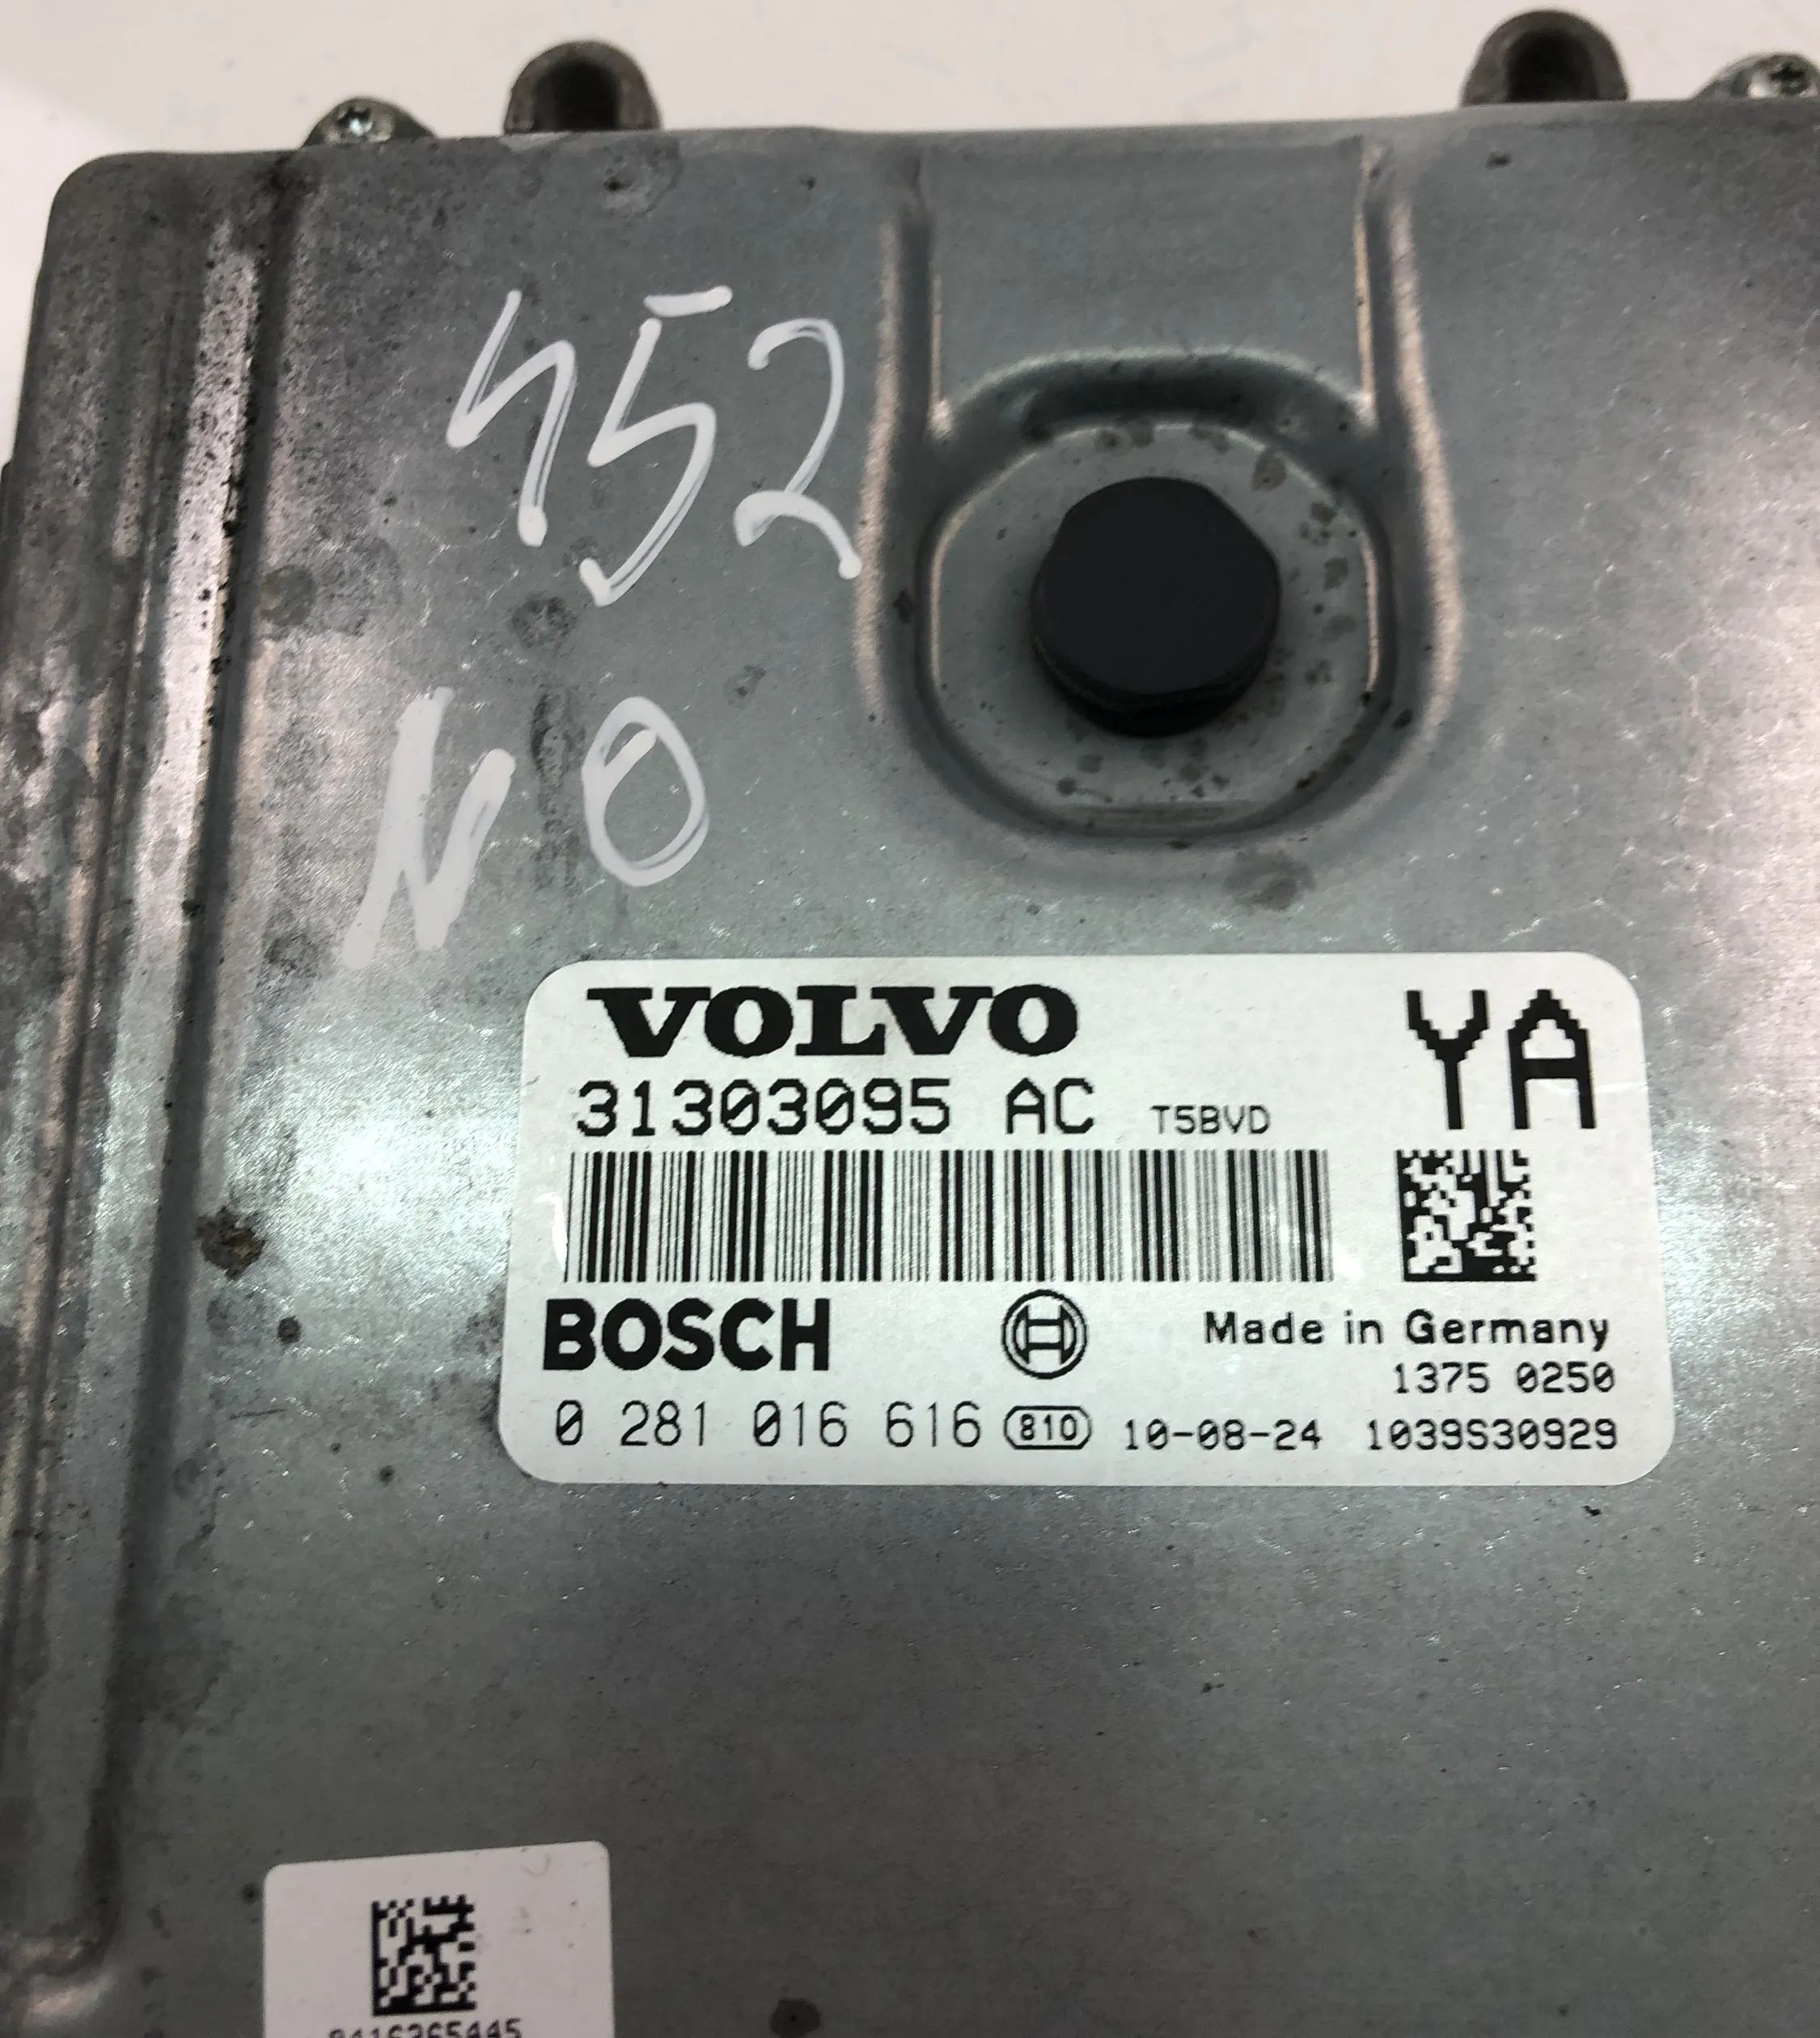 452
NO
VOLVO
YA
31303095 AC T5BVD
BOSCH
Made in Germany
1375 0250
0 281 016 616 810 10-08-24 1039S30929